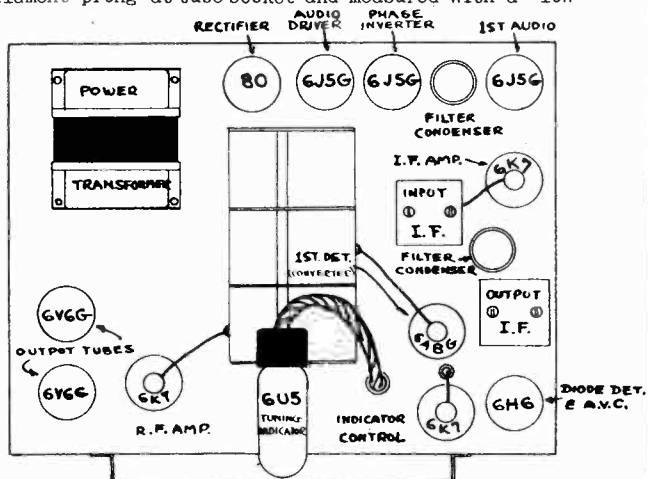 filament prong at tube socket and measured with a low
RECTIFIER
AUDIO
DRIVER
PHASE
INVERTER
1ST AUDIO
80
6J5G
6J5G
6J5G
FILTER
CONDENSER
POWER
TRANSFORMER
I.F. AMP.
6K7
INPUT
I.F.
1ST. DET.
(CONVERTER)
FILTER
CONDENSER
OUTPUT
I.F.
6V6G
OUTPUT TUBES
6V6G
6K7
R.F. AMP.
6U5
TUNING
INDICATOR
INDICATOR
CONTROL
6A8G
6K7
6H6
DIODE DET.
& A.V.C.